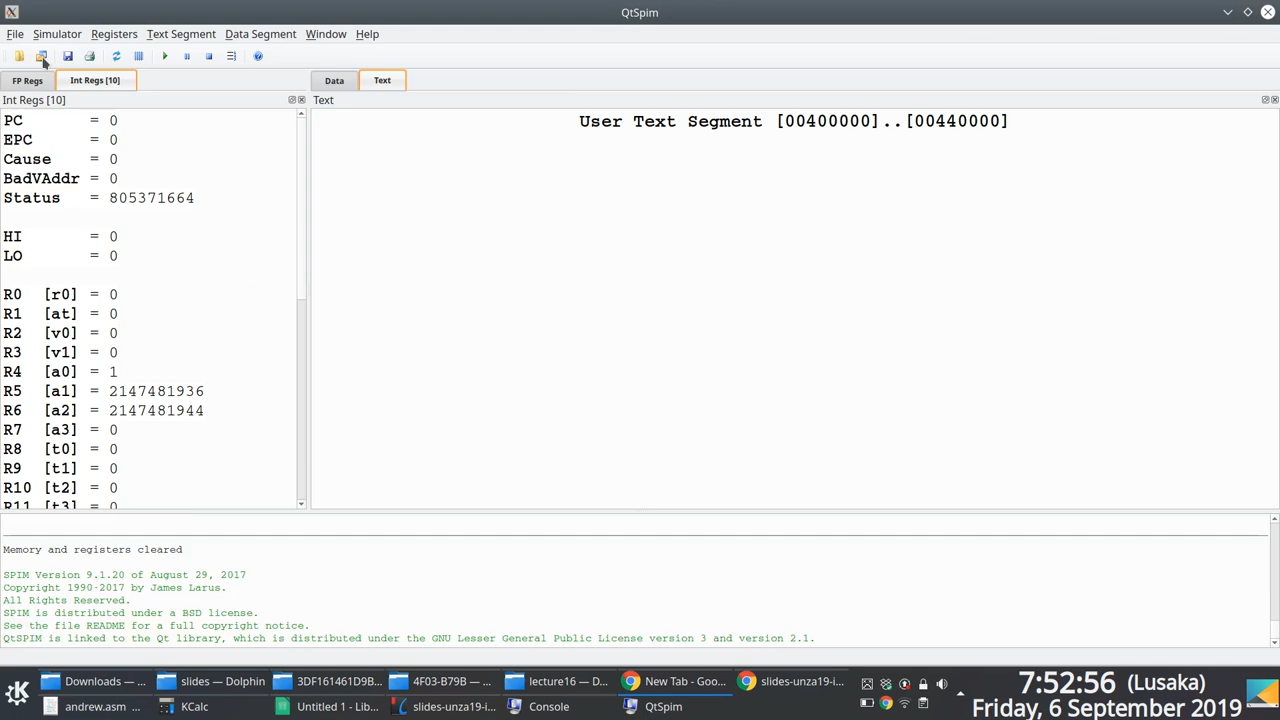 QtSpim
File Simulator Registers Text Segment Data Segment Window Help
FP Regs Int Regs [10] Data Text
Int Regs [10] Text
PC = 0
EPC = 0
Cause = 0
BadVAddr = 0
Status = 805371664
HI = 0
LO = 0
R0 [r0] = 0
R1 [at] = 0
R2 [v0] = 0
R3 [v1] = 0
R4 [a0] = 1
R5 [a1] = 2147481936
R6 [a2] = 2147481944
R7 [a3] = 0
R8 [t0] = 0
R9 [t1] = 0
R10 [t2] = 0
R11 [t3] = 0
User Text Segment [00400000]..[00440000]
Memory and registers cleared
SPIM Version 9.1.20 of August 29, 2017
Copyright 1990-2017 by James Larus.
All Rights Reserved.
SPIM is distributed under a BSD license.
See the file README for a full copyright notice.
QtSPIM is linked to the Qt library, which is distributed under the GNU Lesser General Public License version 3 and version 2.1.
Downloads — ... slides — Dolphin 3DF161461D9B... 4F03-B79B — ... lecture16 — D... New Tab - Goo... slides-unza19-i...
andrew.asm ... KCalc Untitled 1 - Lib... slides-unza19-i... Console QtSpim
7:52:56 (Lusaka)
Friday, 6 September 2019